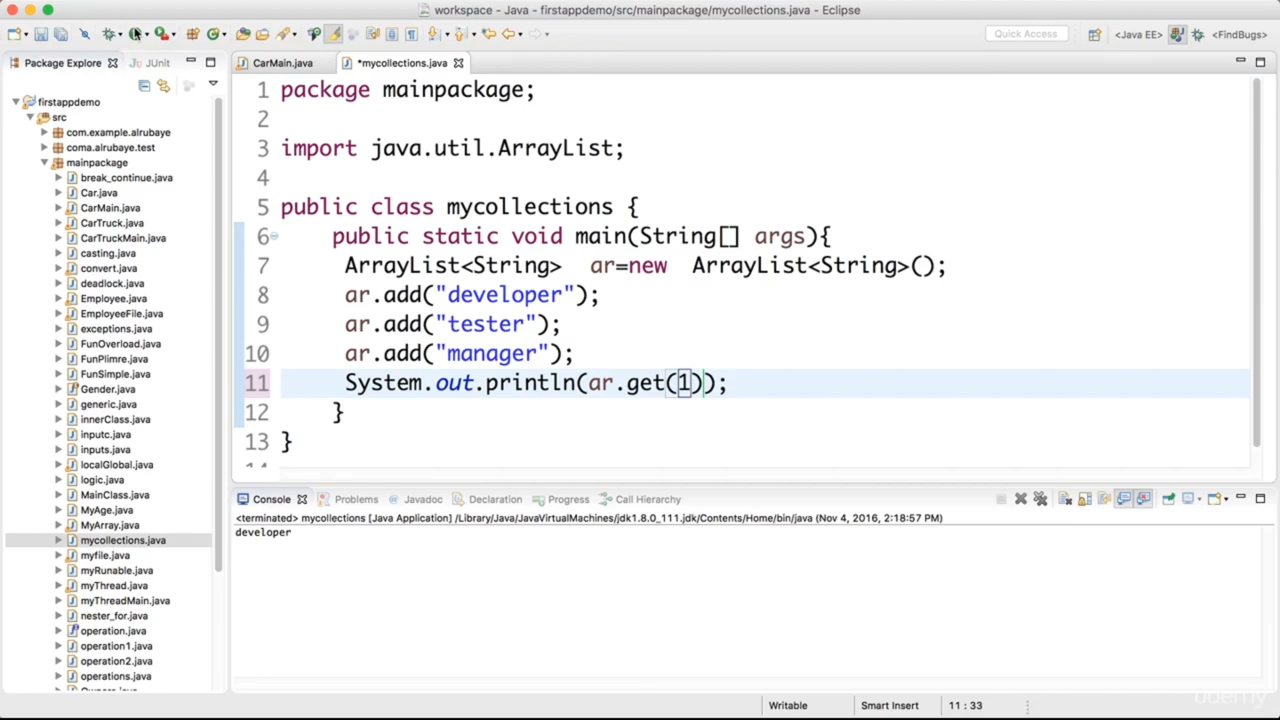 workspace - Java - firstappdemo/src/mainpackage/mycollections.java - Eclipse
Quick Access
<Java EE>
<FindBugs>
Package Explorer
JUnit
CarMain.java
*mycollections.java
firstappdemo
src
com.example.alrubaye
coma.alrubaye.test
mainpackage
break_continue.java
Car.java
CarMain.java
CarTruck.java
CarTruckMain.java
casting.java
convert.java
deadlock.java
Employee.java
EmployeeFile.java
exceptions.java
FunOverload.java
FunPlimre.java
FunSimple.java
Gender.java
generic.java
innerClass.java
inputc.java
inputs.java
localGlobal.java
logic.java
MainClass.java
MyAge.java
MyArray.java
mycollections.java
myfile.java
myRunable.java
myThread.java
myThreadMain.java
nester_for.java
operation.java
operation1.java
operation2.java
operations.java
1 package mainpackage;
2
3 import java.util.ArrayList;
4
5 public class mycollections {
6 public static void main(String[] args){
7 ArrayList<String> ar=new ArrayList<String>();
8 ar.add("developer");
9 ar.add("tester");
10 ar.add("manager");
11 System.out.println(ar.get(1));
12 }
13 }
14
Console
Problems
Javadoc
Declaration
Progress
Call Hierarchy
<terminated> mycollections [Java Application] /Library/Java/JavaVirtualMachines/jdk1.8.0_111.jdk/Contents/Home/bin/java (Nov 4, 2016, 2:18:57 PM)
developer
Writable
Smart Insert
11 : 33
udemy